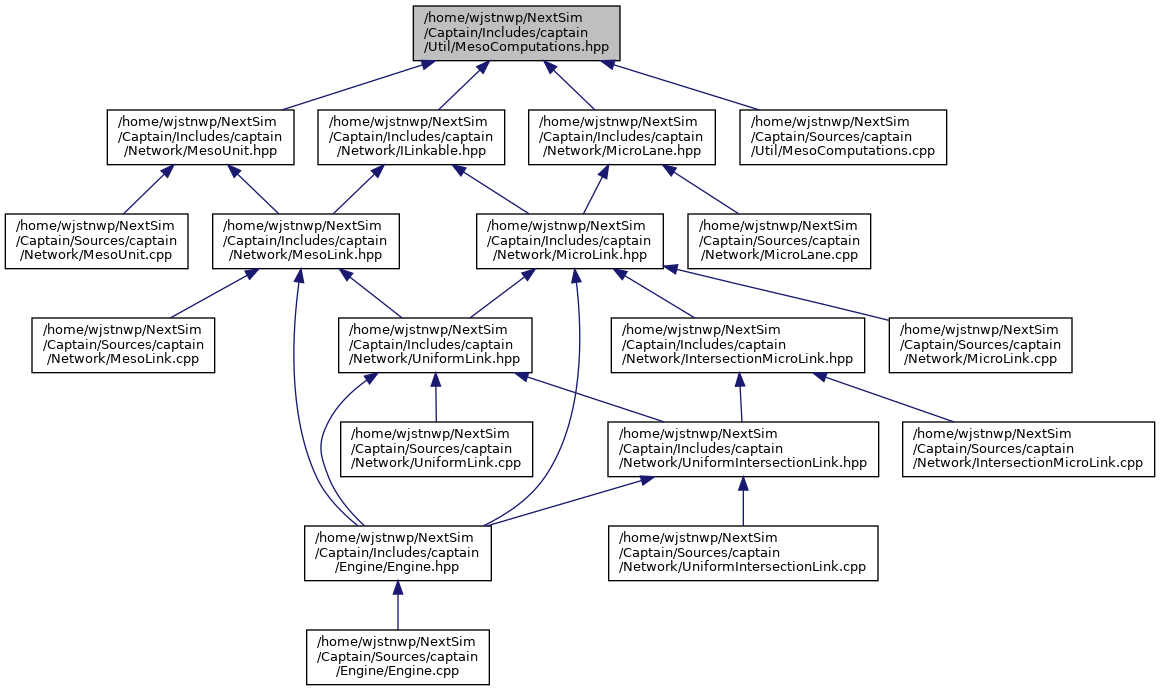 /home/wjstnwp/NextSim
/Captain/Includes/captain
/Util/MesoComputations.hpp
/home/wjstnwp/NextSim
/Captain/Includes/captain
/Network/MesoUnit.hpp
/home/wjstnwp/NextSim
/Captain/Includes/captain
/Network/ILinkable.hpp
/home/wjstnwp/NextSim
/Captain/Includes/captain
/Network/MicroLane.hpp
/home/wjstnwp/NextSim
/Captain/Sources/captain
/Util/MesoComputations.cpp
/home/wjstnwp/NextSim
/Captain/Sources/captain
/Network/MesoUnit.cpp
/home/wjstnwp/NextSim
/Captain/Includes/captain
/Network/MesoLink.hpp
/home/wjstnwp/NextSim
/Captain/Includes/captain
/Network/MicroLink.hpp
/home/wjstnwp/NextSim
/Captain/Sources/captain
/Network/MicroLane.cpp
/home/wjstnwp/NextSim
/Captain/Sources/captain
/Network/MesoLink.cpp
/home/wjstnwp/NextSim
/Captain/Includes/captain
/Network/UniformLink.hpp
/home/wjstnwp/NextSim
/Captain/Includes/captain
/Network/IntersectionMicroLink.hpp
/home/wjstnwp/NextSim
/Captain/Sources/captain
/Network/MicroLink.cpp
/home/wjstnwp/NextSim
/Captain/Sources/captain
/Network/UniformLink.cpp
/home/wjstnwp/NextSim
/Captain/Includes/captain
/Network/UniformIntersectionLink.hpp
/home/wjstnwp/NextSim
/Captain/Sources/captain
/Network/IntersectionMicroLink.cpp
/home/wjstnwp/NextSim
/Captain/Includes/captain
/Engine/Engine.hpp
/home/wjstnwp/NextSim
/Captain/Sources/captain
/Network/UniformIntersectionLink.cpp
/home/wjstnwp/NextSim
/Captain/Sources/captain
/Engine/Engine.cpp